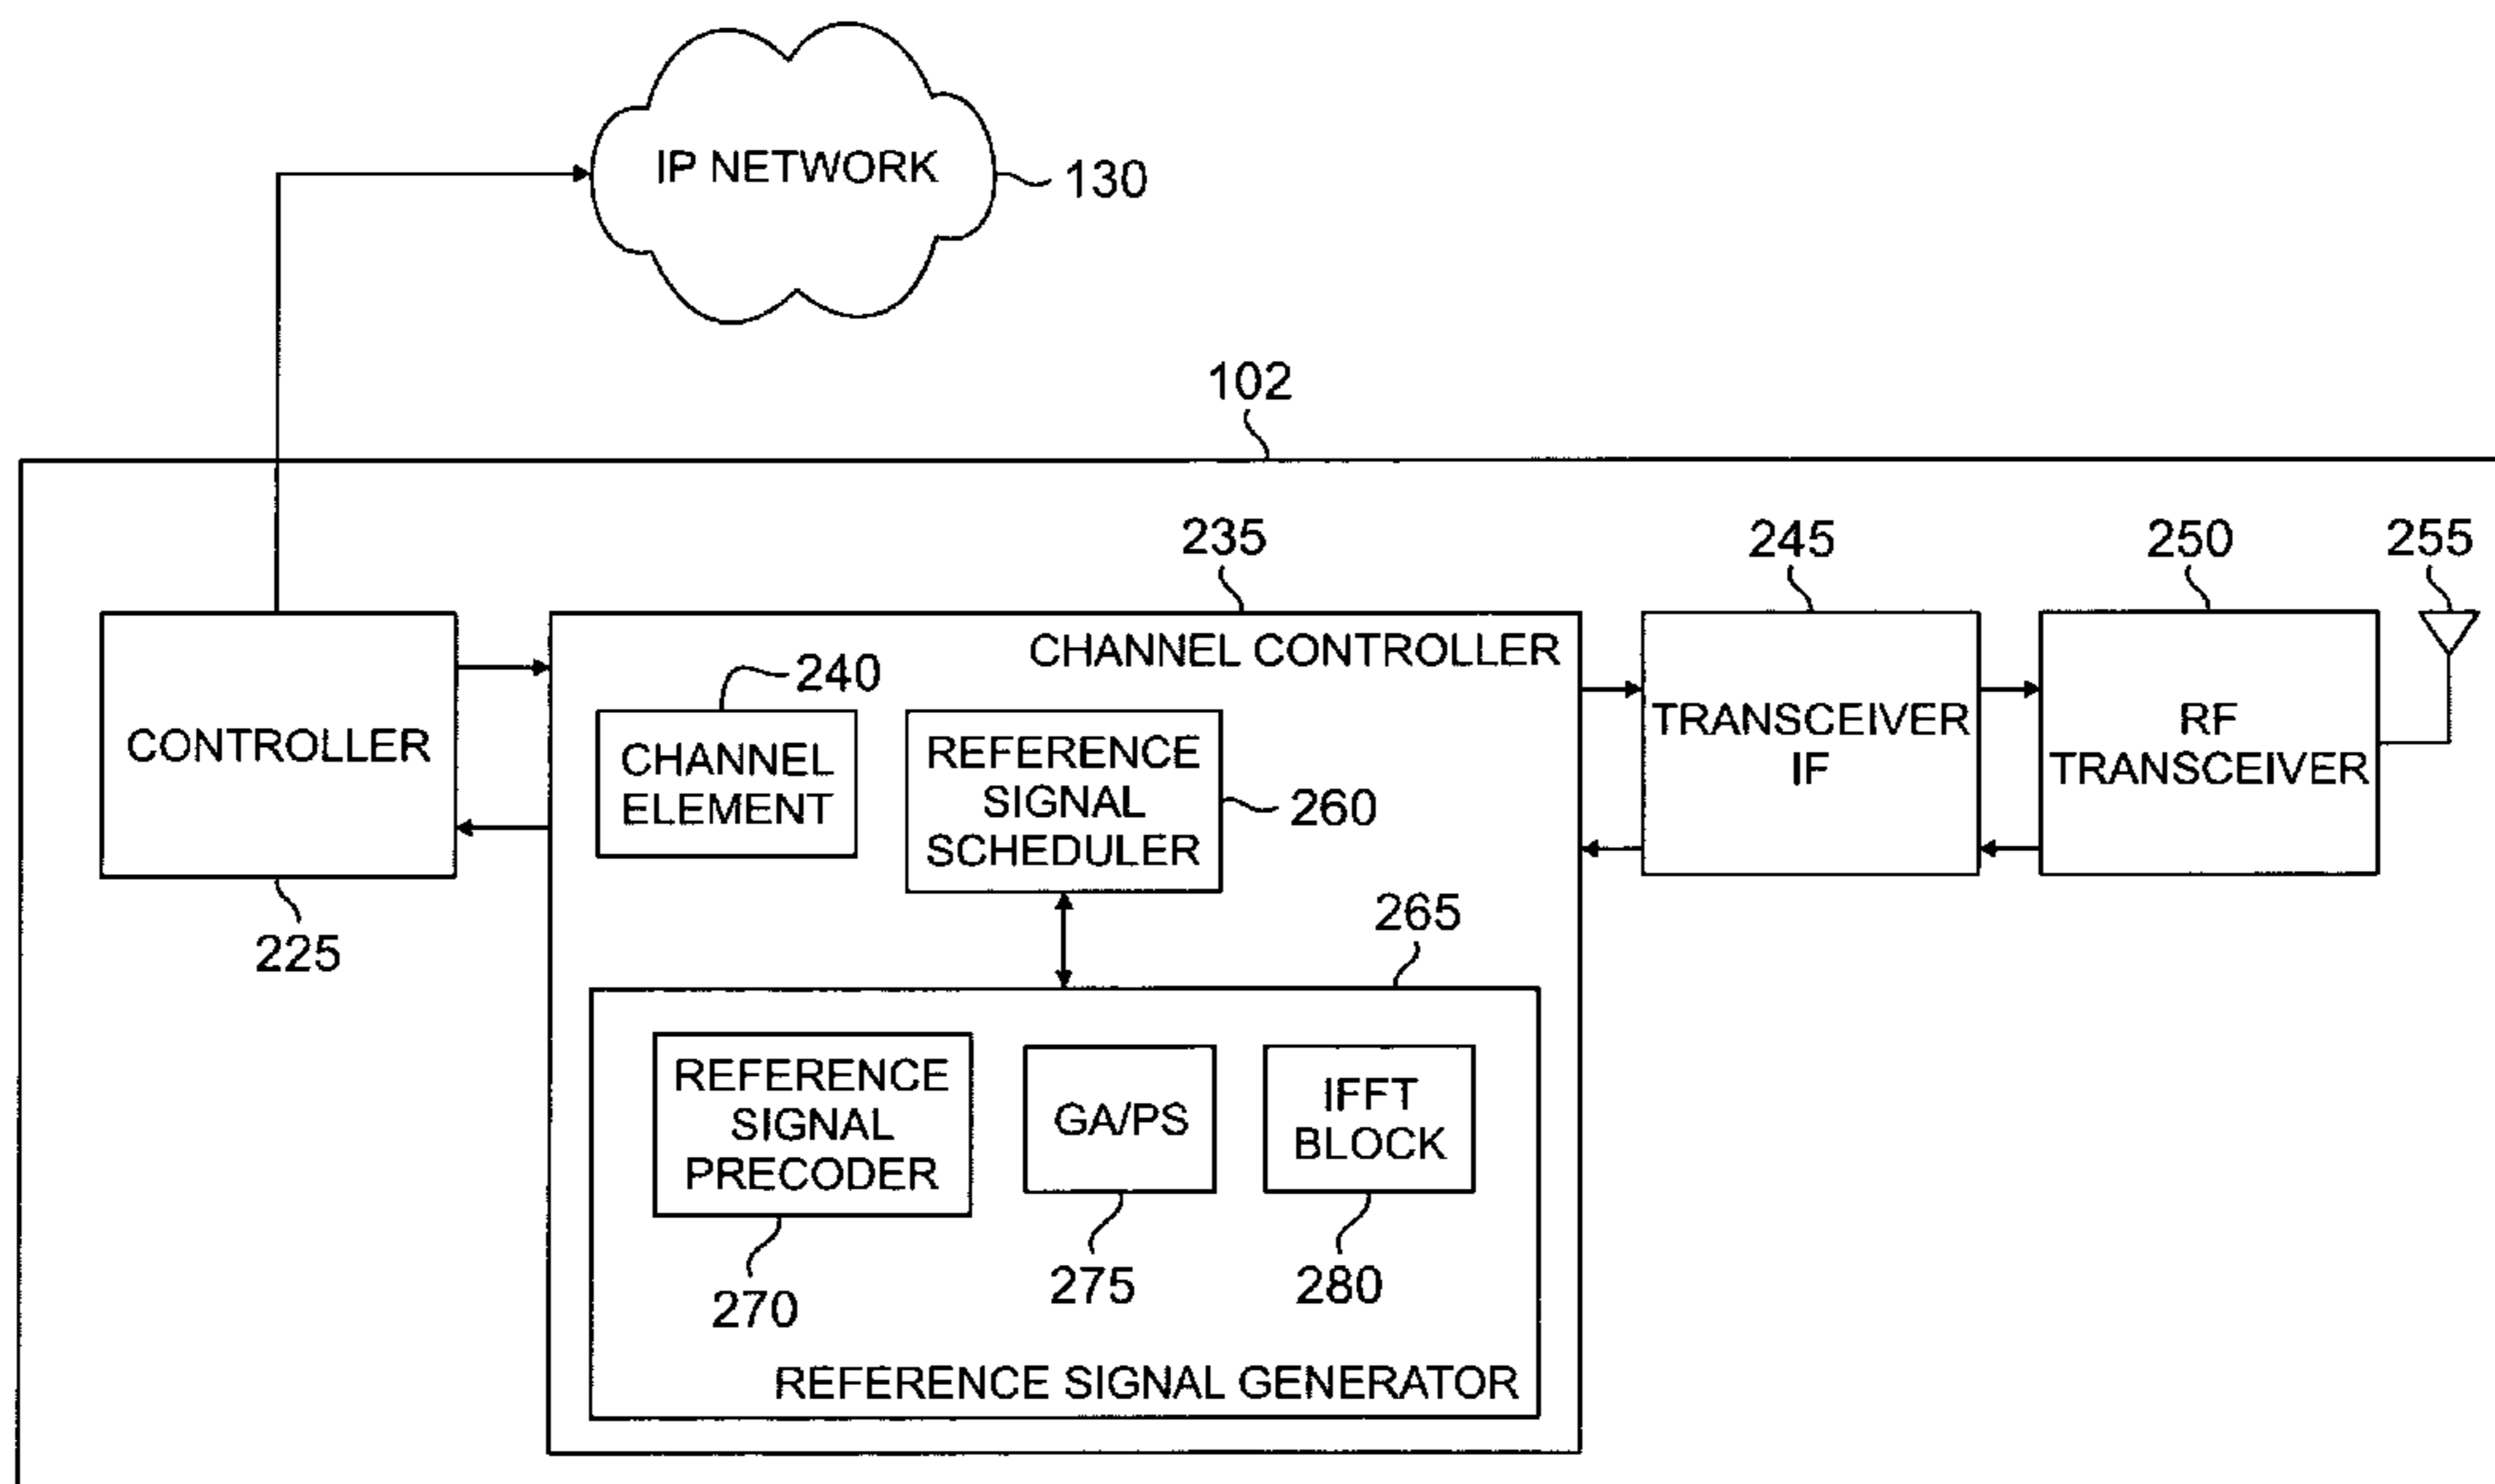 IP NETWORK
130
102
235
245
250
255
CHANNEL CONTROLLER
240
CONTROLLER
CHANNEL
ELEMENT
REFERENCE
SIGNAL
SCHEDULER
260
TRANSCEIVER
IF
RF
TRANSCEIVER
225
265
REFERENCE
SIGNAL
PRECODER
GA/PS
IFFT
BLOCK
270
275
280
REFERENCE SIGNAL GENERATOR